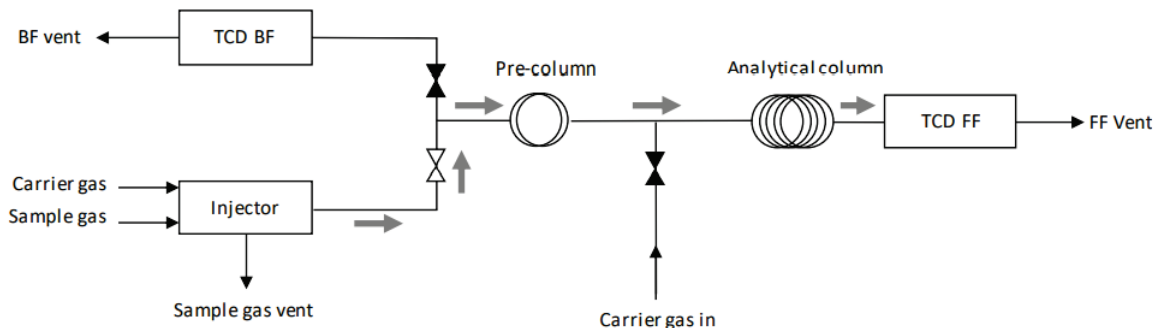 BF vent
TCD BF
Pre-column
Analytical column
TCD FF
FF Vent
Carrier gas
Sample gas
Injector
Sample gas vent
Carrier gas in